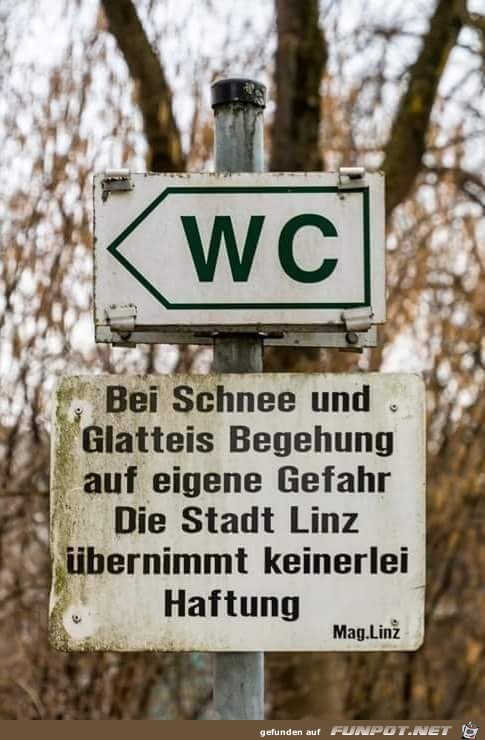 WC
Bei Schnee und
Glatteis Begehung
auf eigene Gefahr
Die Stadt Linz
übernimmt keinerlei
Haftung
Mag.Linz
gefunden auf FUNPOT.NET